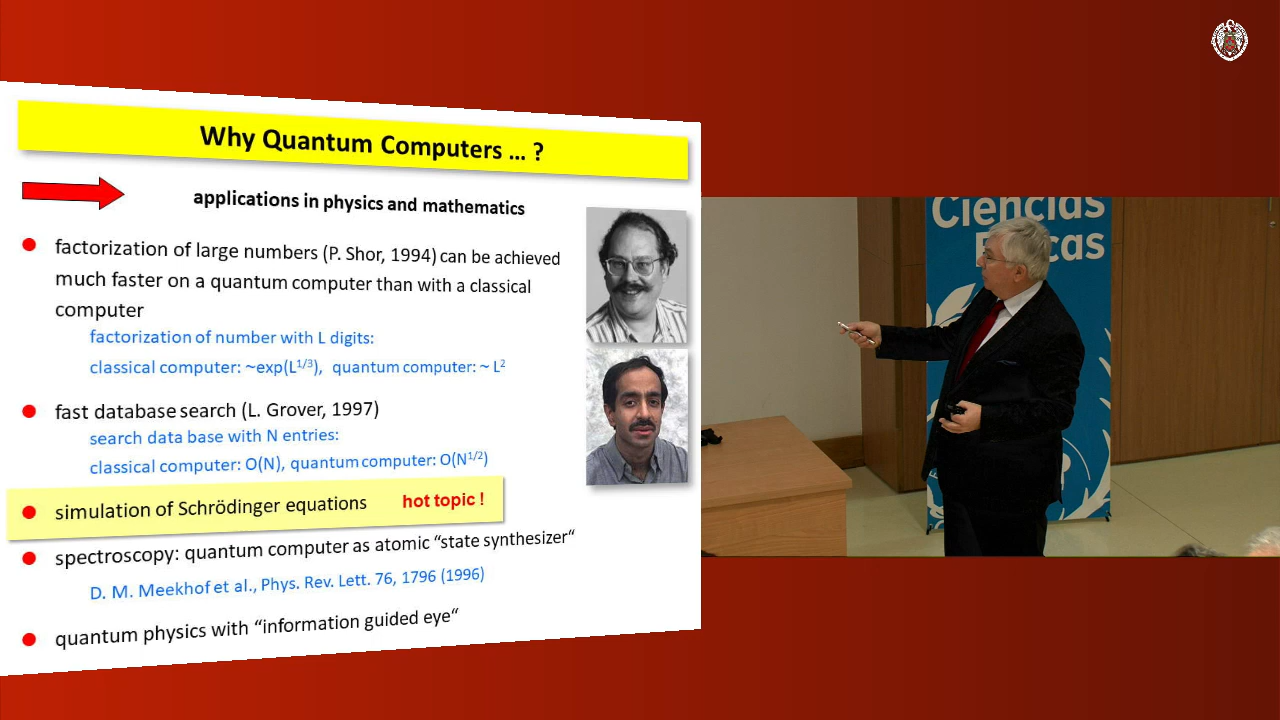 Why Quantum Computers ... ?
applications in physics and mathematics
factorization of large numbers (P. Shor, 1994) can be achieved
much faster on a quantum computer than with a classical
computer
factorization of number with L digits:
classical computer: ~exp(L^1/3), quantum computer: ~ L^2
fast database search (L. Grover, 1997)
search data base with N entries:
classical computer: O(N), quantum computer: O(N^1/2)
simulation of Schrödinger equations hot topic !
spectroscopy: quantum computer as atomic “state synthesizer“
D. M. Meekhof et al., Phys. Rev. Lett. 76, 1796 (1996)
quantum physics with “information guided eye“
Ciencias